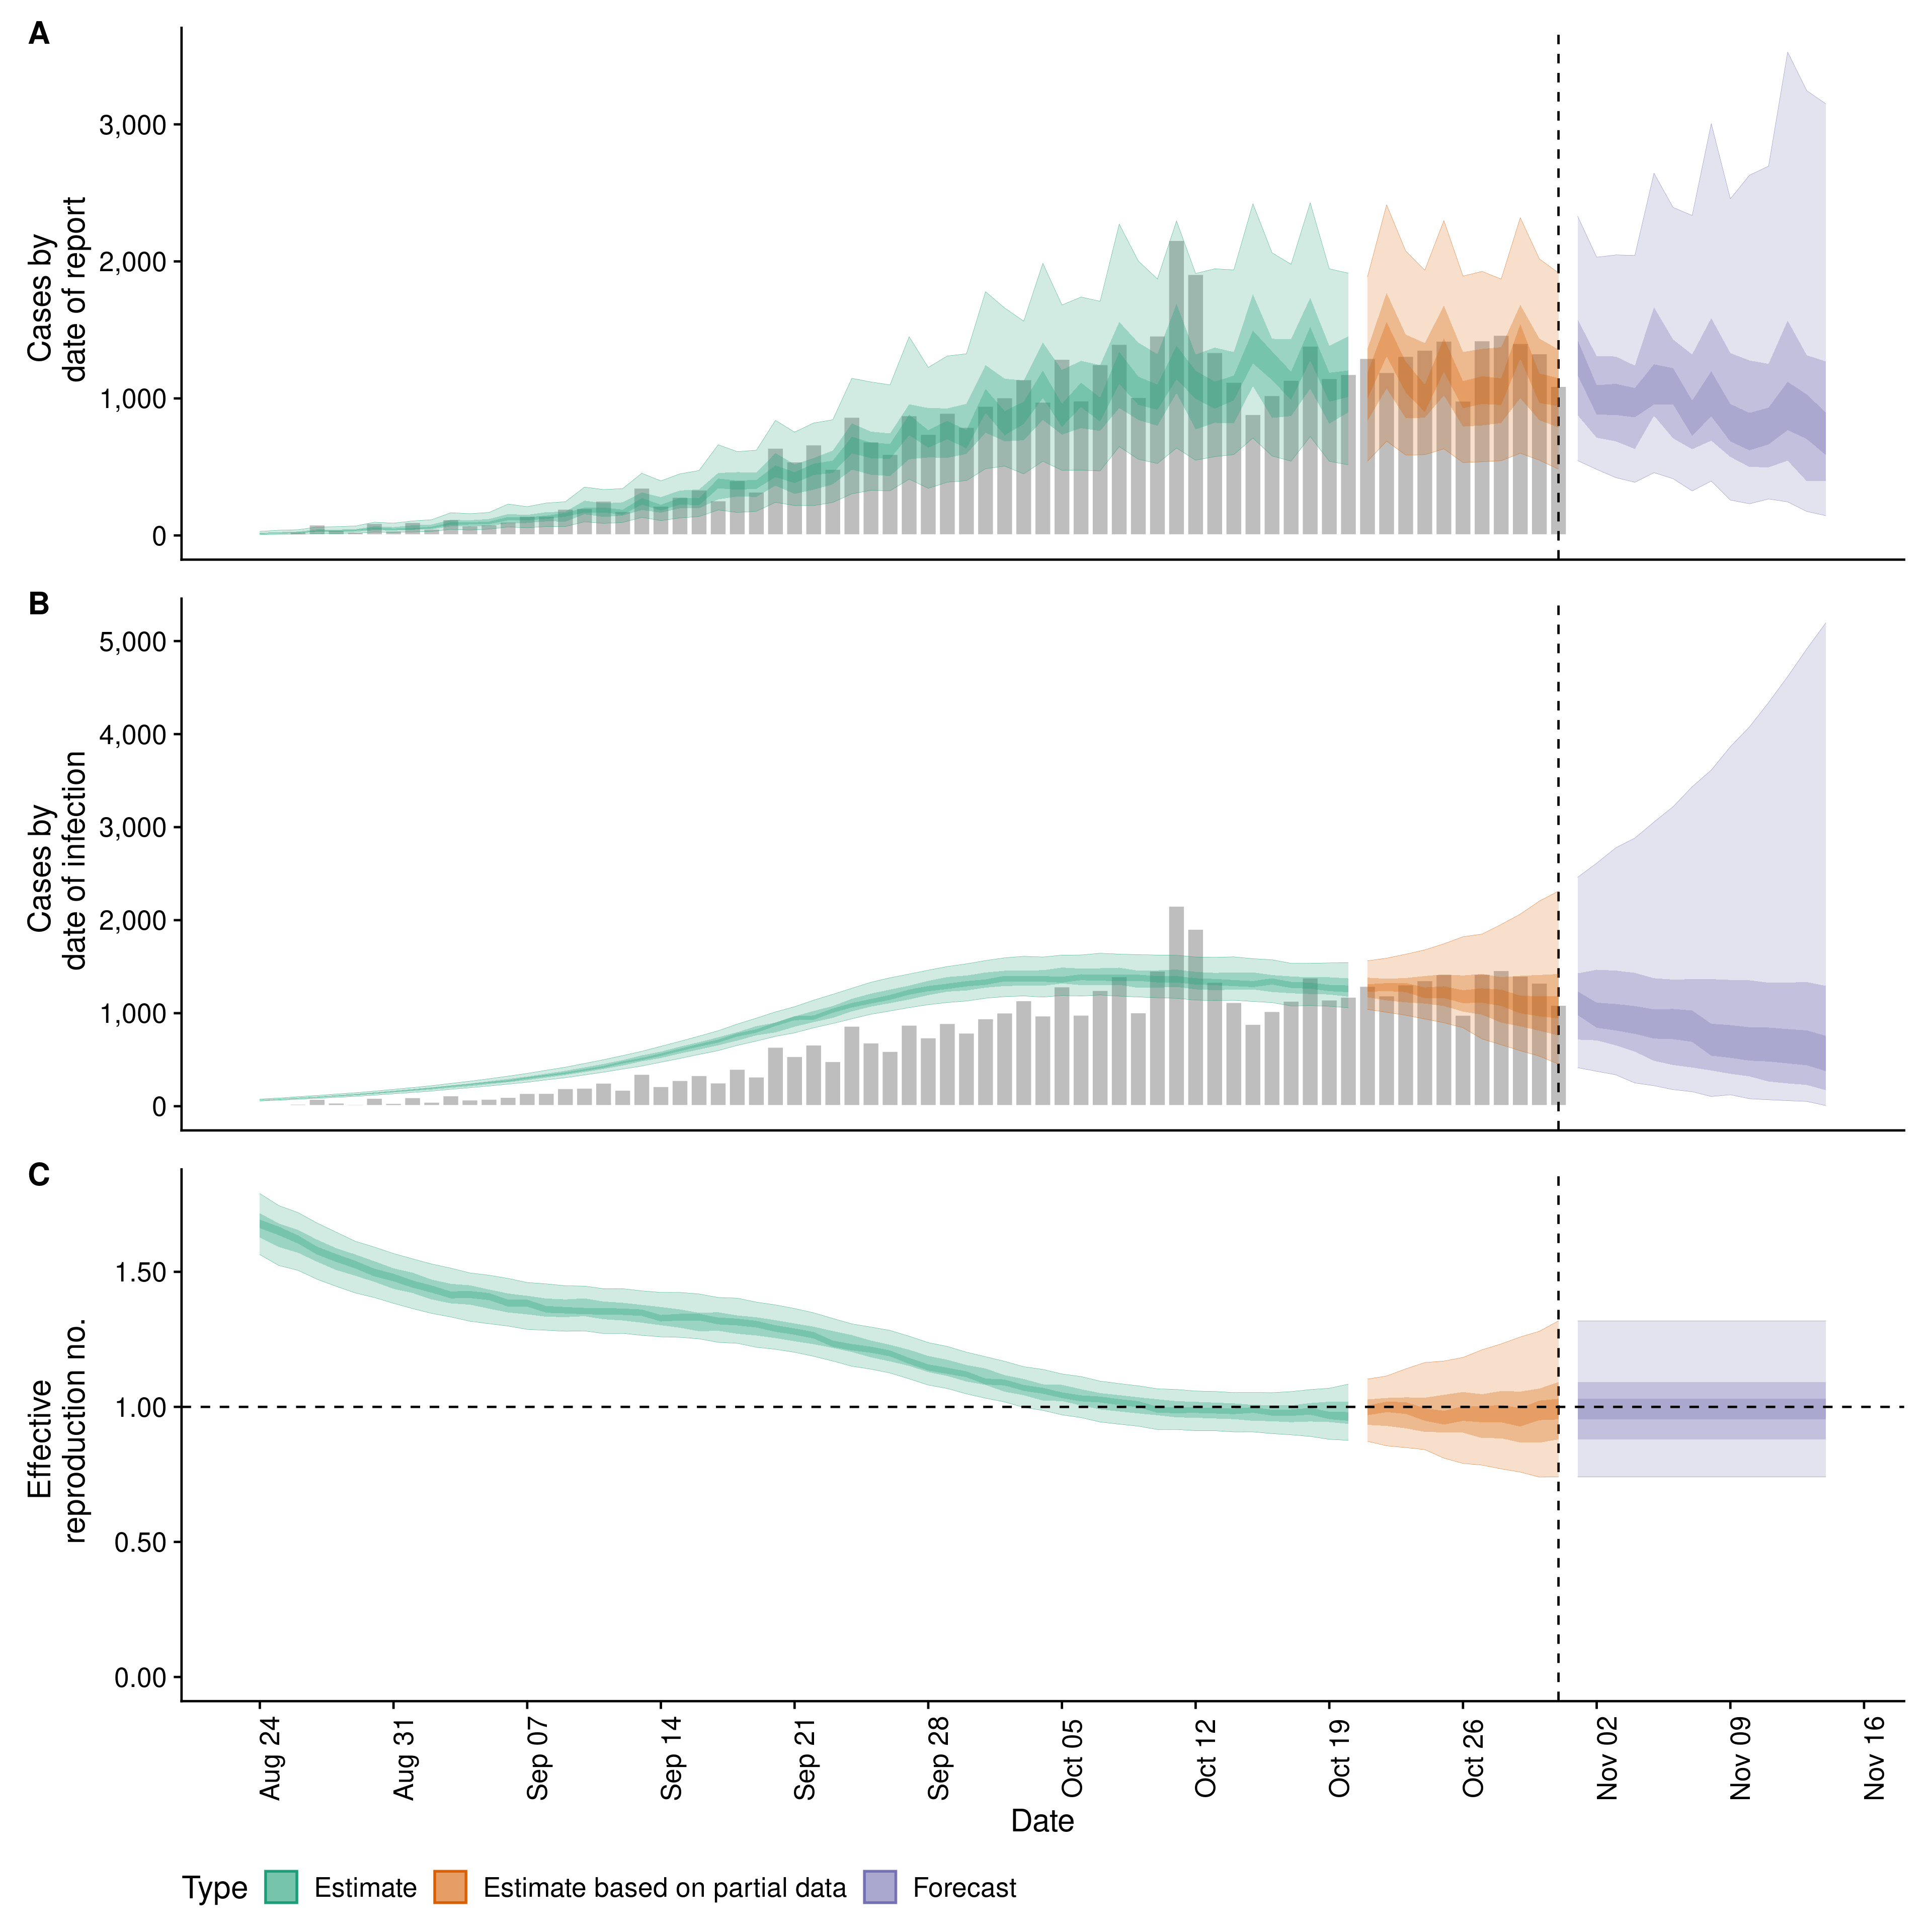 A
Cases by
date of report
3,000
2,000
1,000
0
B
Cases by
date of infection
5,000
4,000
3,000
2,000
1,000
0
C
Effective
reproduction no.
1.50
1.00
0.50
0.00
Aug 24
Aug 31
Sep 07
Sep 14
Sep 21
Sep 28
Oct 05
Oct 12
Oct 19
Oct 26
Nov 02
Nov 09
Nov 16
Date
Type Estimate Estimate based on partial data Forecast